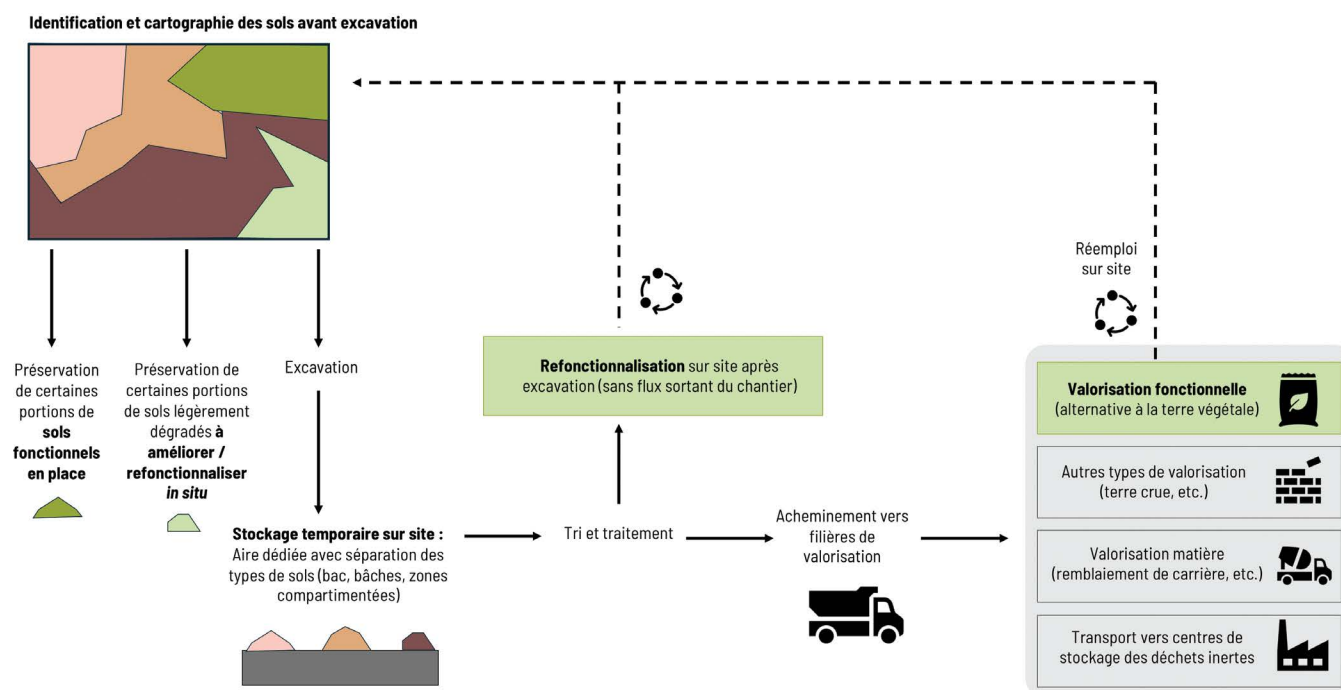 Identification et cartographie des sols avant excavation
Préservation
de certaines
portions de
sols
fonctionnels
en place
Préservation de
certaines portions
de sols légèrement
dégradés à
améliorer /
refonctionnaliser
in situ
Excavation
Stockage temporaire sur site :
Aire dédiée avec séparation des
types de sols (bac, bâches, zones
compartimentées)
Tri et traitement
Refonctionnalisation sur site après
excavation (sans flux sortant du chantier)
Acheminement vers
filières de
valorisation
Réemploi
sur site
Valorisation fonctionnelle
(alternative à la terre végétale)
Autres types de valorisation
(terre crue, etc.)
Valorisation matière
(remblaiement de carrière, etc.)
Transport vers centres de
stockage des déchets inertes